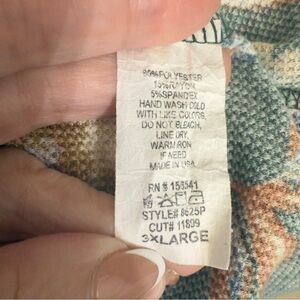 80%POLYESTER
15%RAYON
5%SPANDEX
HAND WASH COLD
WITH LIKE COLORS
DO NOT BLEACH,
LINE DRY,
WARM IRON
IF NEED
MADE IN USA
RN # 158541
STYLE# 8625P
CUT# 11899
3XLARGE